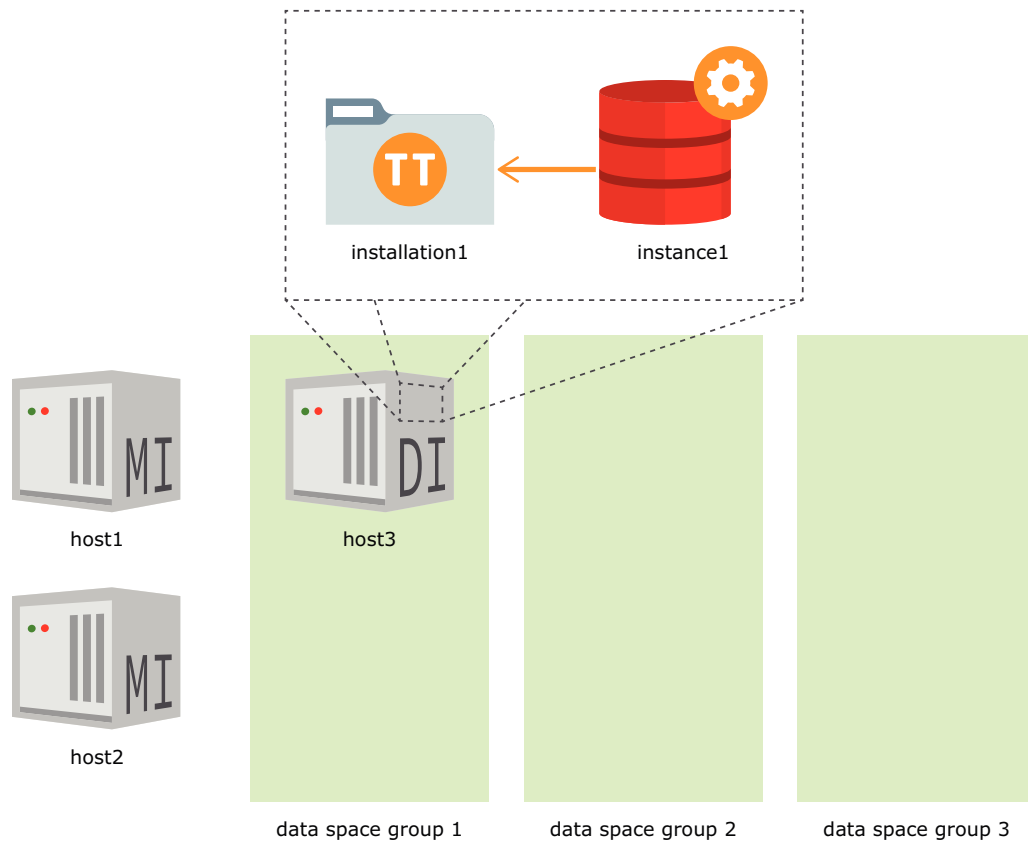 TT
installation1
instance1
MI
host1
DI
host3
MI
host2
data space group 1
data space group 2
data space group 3